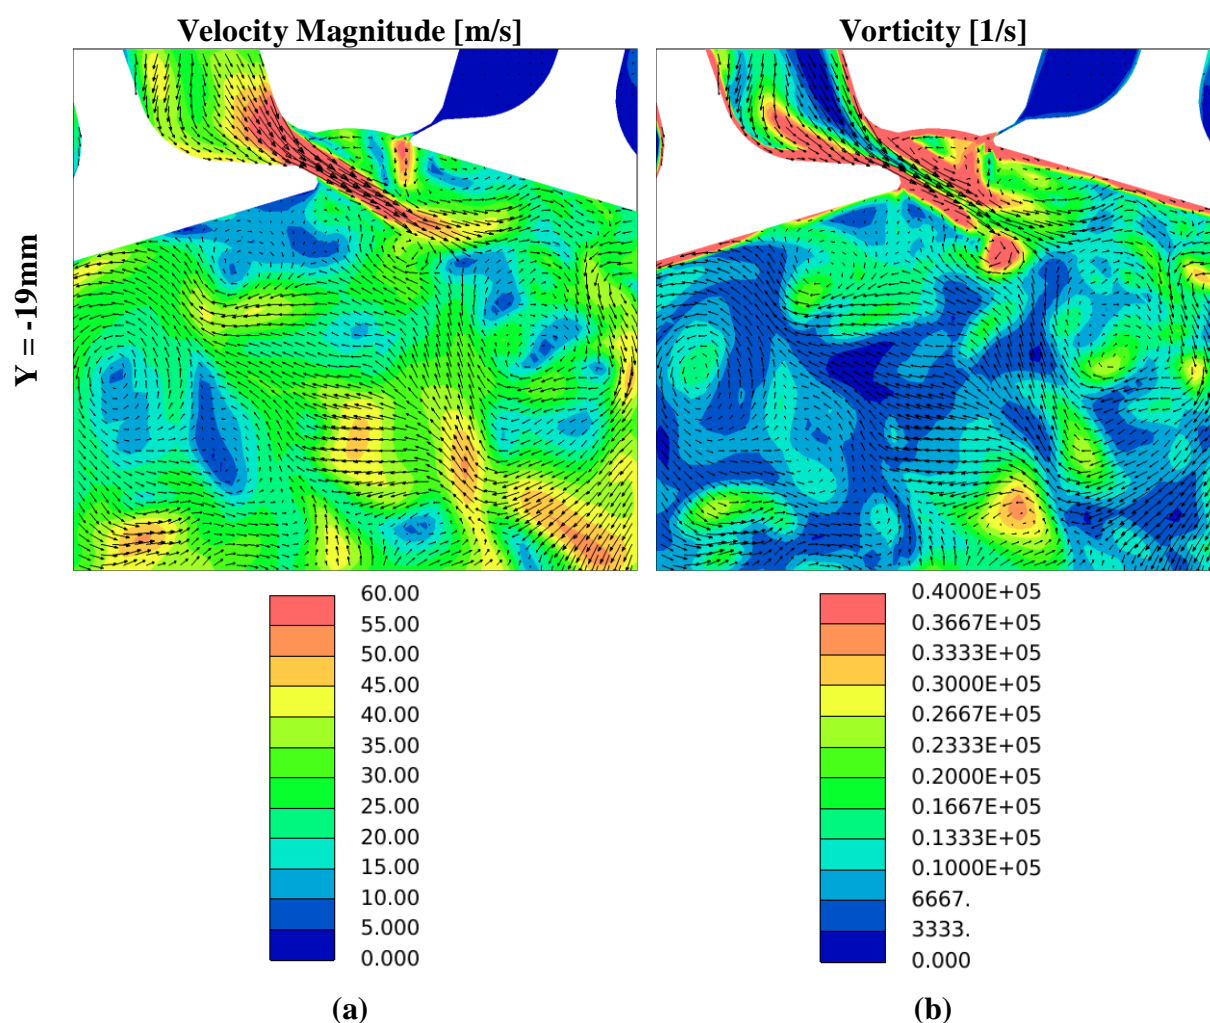 Velocity Magnitude [m/s]
Vorticity [1/s]
Y = -19mm
60.00
55.00
50.00
45.00
40.00
35.00
30.00
25.00
20.00
15.00
10.00
5.000
0.000
0.4000E+05
0.3667E+05
0.3333E+05
0.3000E+05
0.2667E+05
0.2333E+05
0.2000E+05
0.1667E+05
0.1333E+05
0.1000E+05
6667.
3333.
0.000
(a)
(b)